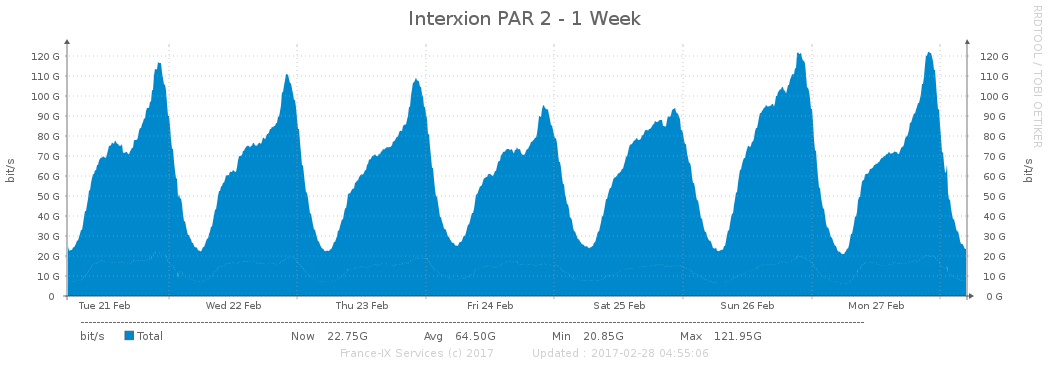 Interxion PAR 2 - 1 Week
RRDTOOL / TOBI OETIKER
bit/s
bit/s
120 G 120 G
110 G 110 G
100 G 100 G
90 G 90 G
80 G 80 G
70 G 70 G
60 G 60 G
50 G 50 G
40 G 40 G
30 G 30 G
20 G 20 G
10 G 10 G
0 0 G
Tue 21 Feb Wed 22 Feb Thu 23 Feb Fri 24 Feb Sat 25 Feb Sun 26 Feb Mon 27 Feb
bit/s Total Now 22.75G Avg 64.50G Min 20.85G Max 121.95G
France-IX Services (c) 2017 Updated : 2017-02-28 04:55:06